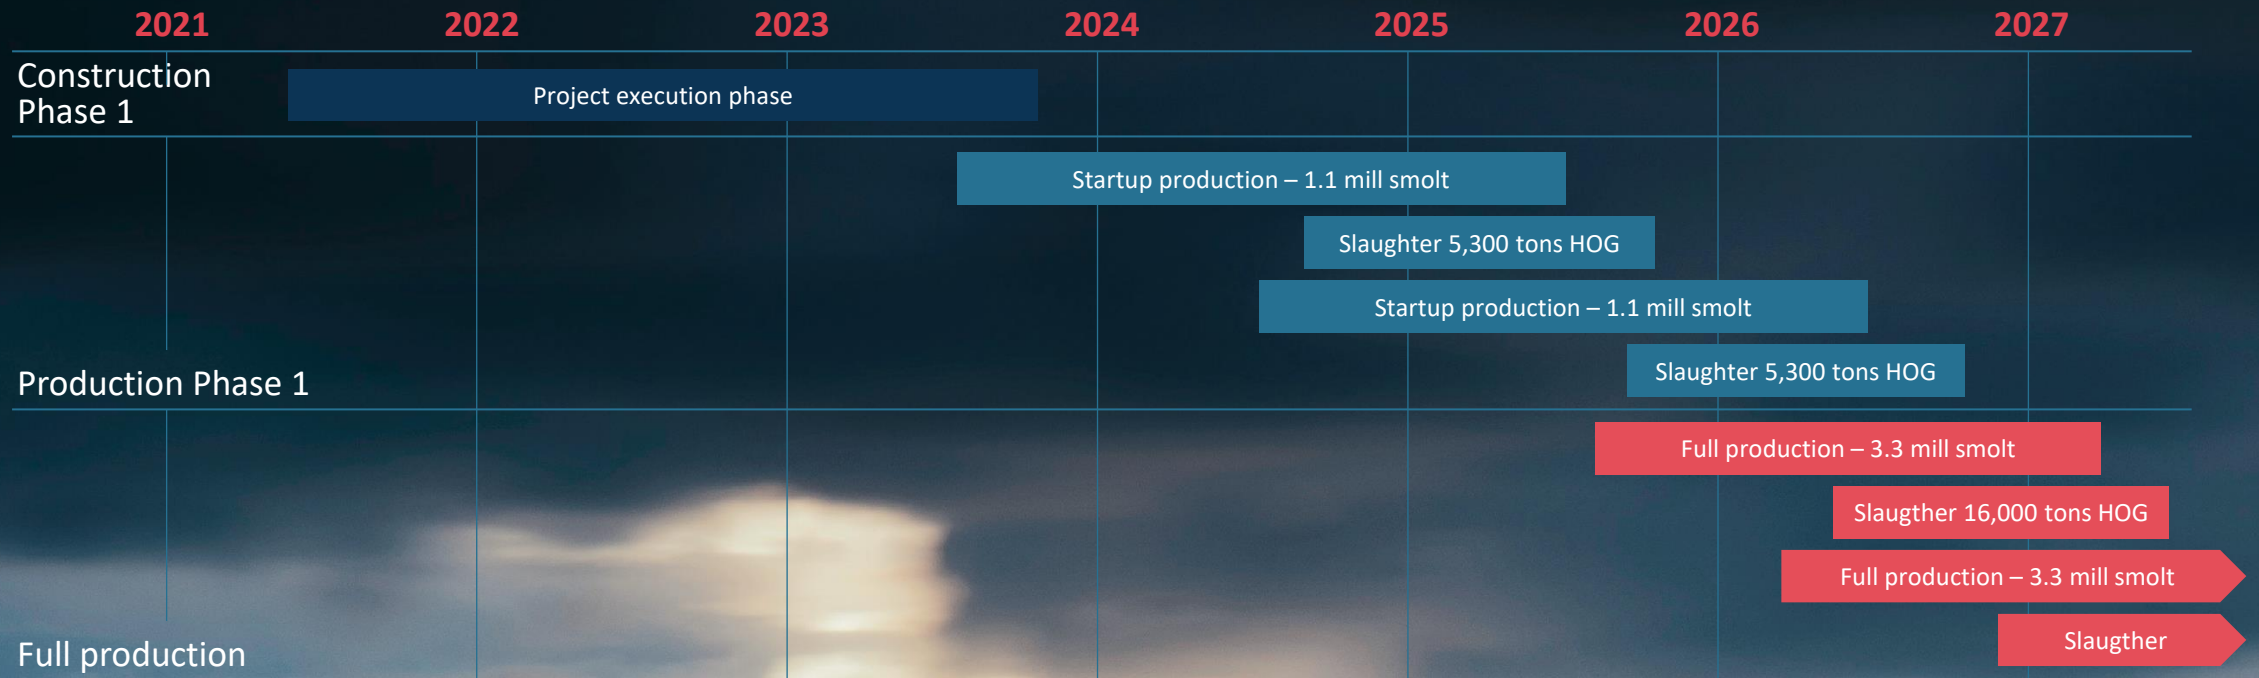 2021 2022 2023 2024 2025 2026 2027
Construction
Phase 1
Project execution phase
Startup production – 1.1 mill smolt
Slaughter 5,300 tons HOG
Startup production – 1.1 mill smolt
Slaughter 5,300 tons HOG
Production Phase 1
Full production – 3.3 mill smolt
Slaugther 16,000 tons HOG
Full production – 3.3 mill smolt
Slaugther
Full production